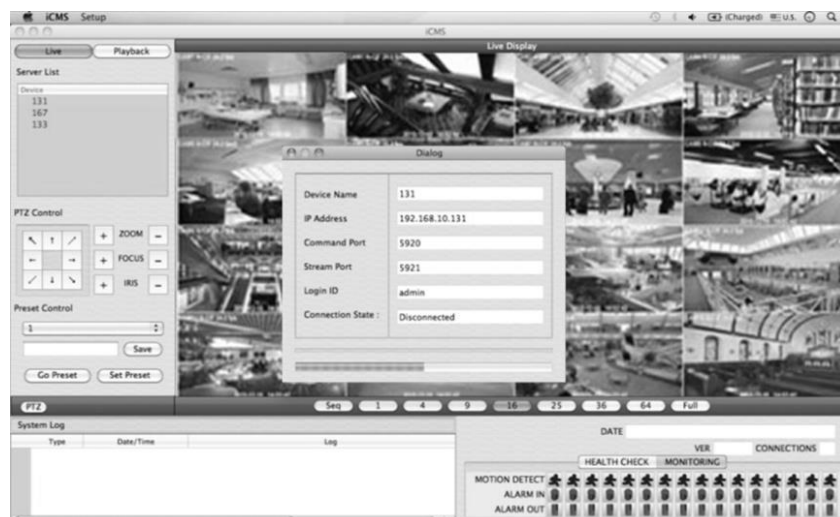 iCMS Setup (Charged) U.S.
iCMS
Live Playback
Live Display
Server List
Device
131
167
133
Dialog
Device Name 131
IP Address 192.168.10.131
Command Port 5920
Stream Port 5921
Login ID admin
Connection State : Disconnected
PTZ Control
+ ZOOM -
+ FOCUS -
+ IRIS -
Preset Control
1
Save
Go Preset Set Preset
PTZ
Seq 1 4 9 16 25 36 64 Full
System Log
Type Date/Time Log
DATE
VER CONNECTIONS
HEALTH CHECK MONITORING
MOTION DETECT
ALARM IN
ALARM OUT